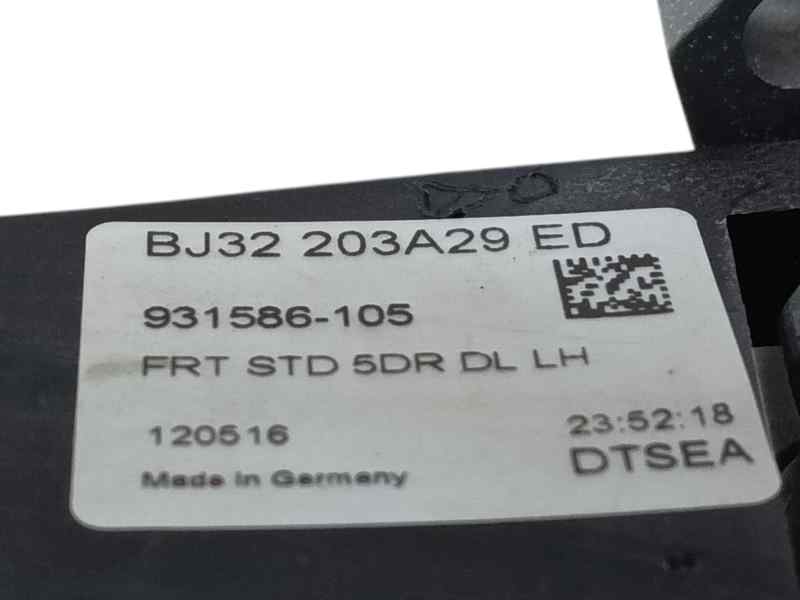 BJ32 203A29 ED
931586-105
FRT STD 5DR DL LH
120516 23:52:18
Made In Germany DTSEA